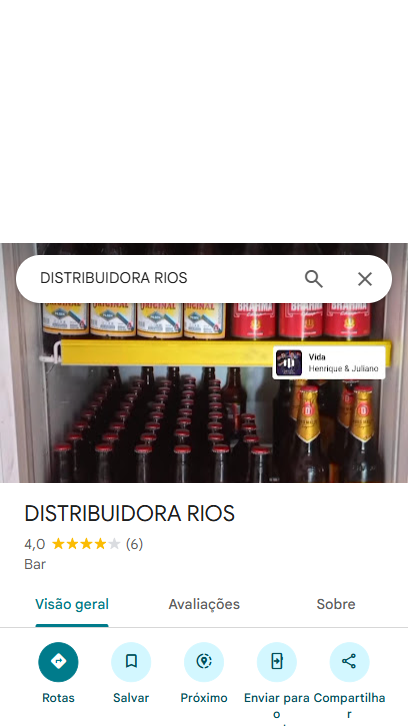 DISTRIBUIDORA RIOS
ORIGINAL
ORIGINAL
ORIGINAL
BRAHMA
BRAHMA
Vida
Henrique & Juliano
DISTRIBUIDORA RIOS
4,0 (6)
Bar
Visão geral
Avaliações
Sobre
Rotas
Salvar
Próximo
Enviar para o
Compartilhar